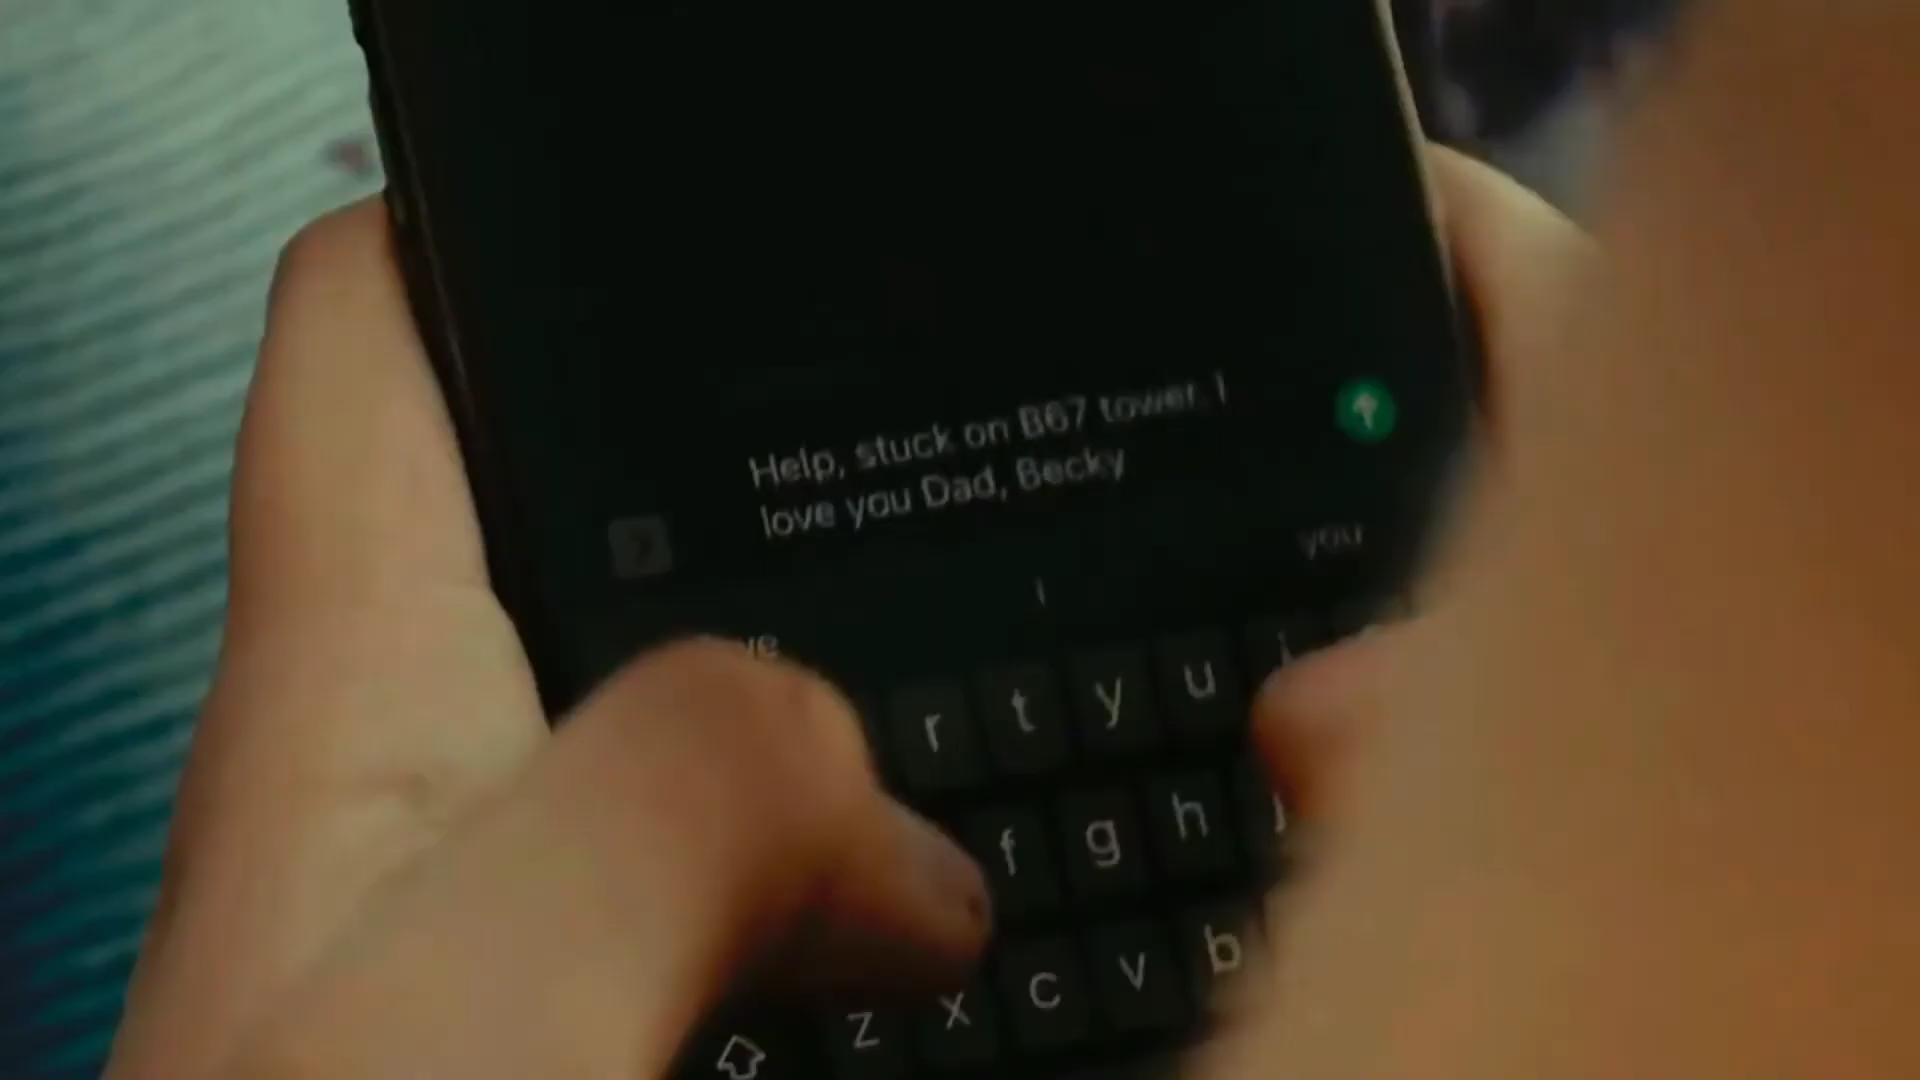 Help, stuck on B67 tower. I
love you Dad, Becky
I
you
r t y u i
f g h j
z x c v b